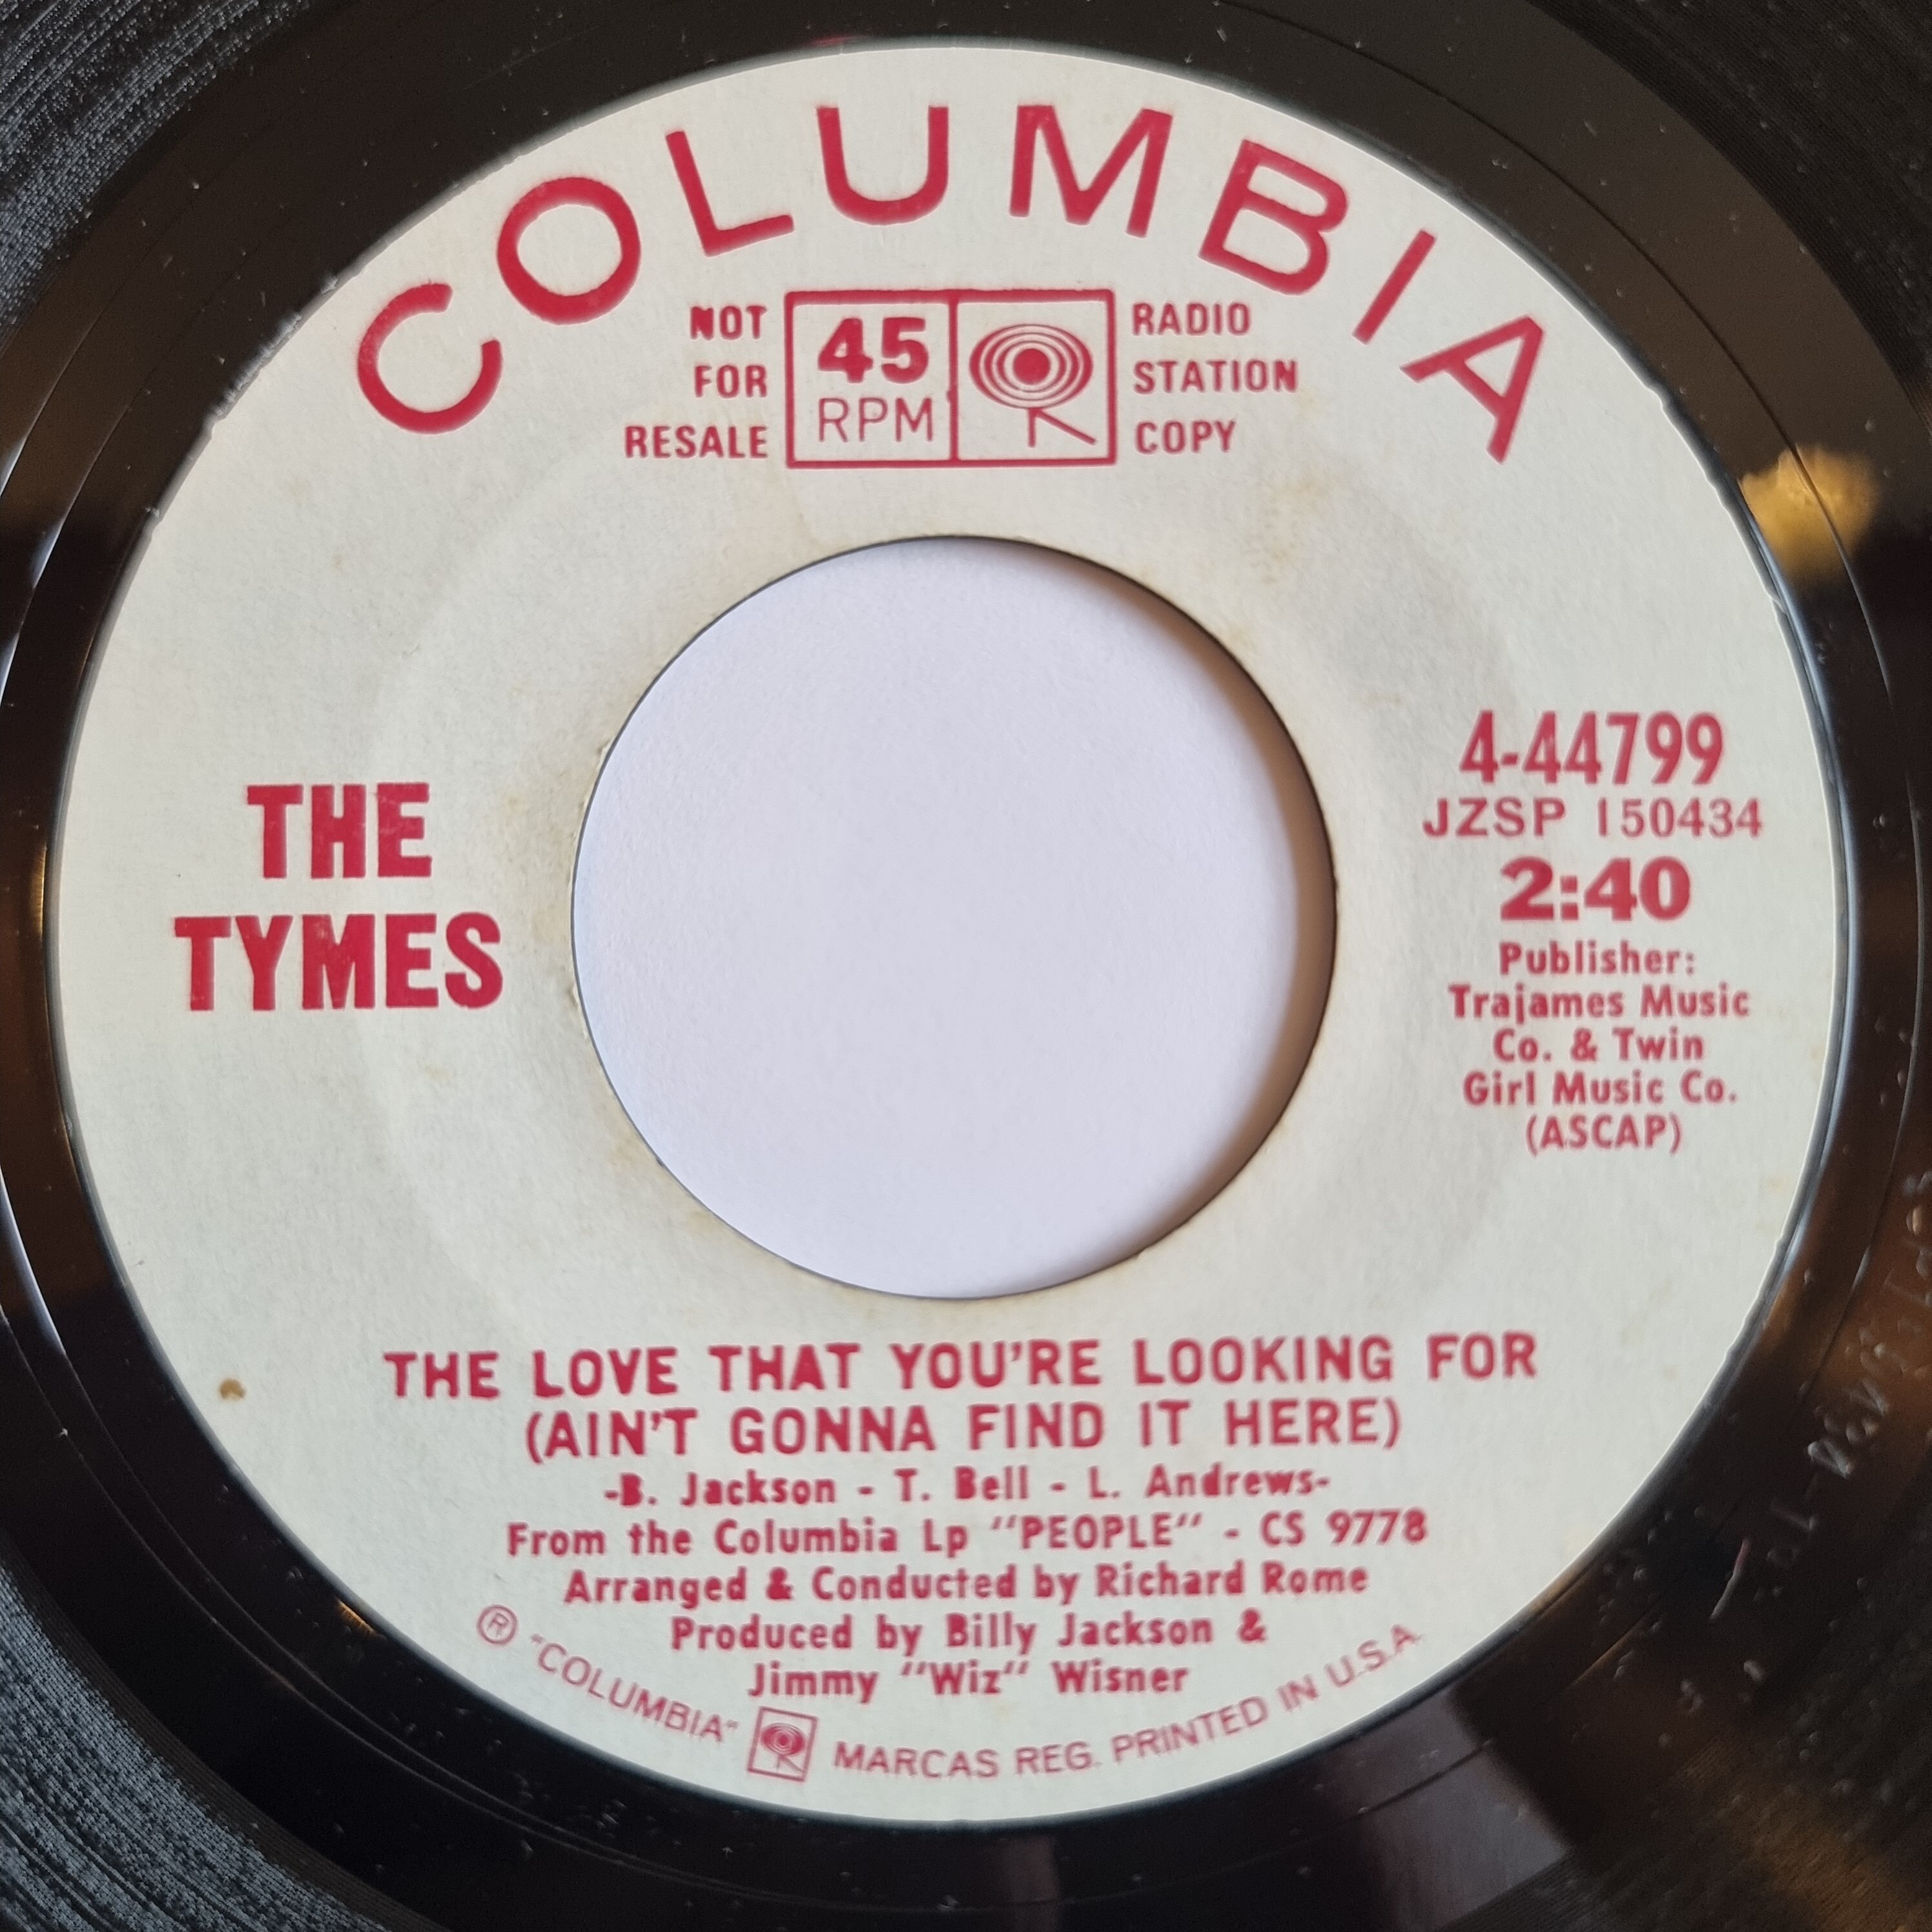 COLUMBIA
NOT
FOR
RESALE
45
RPM
RADIO
STATION
COPY
THE
TYMES
4-44799
JZSP 150434
2:40
Publisher:
Trajames Music
Co. & Twin
Girl Music Co.
(ASCAP)
THE LOVE THAT YOU'RE LOOKING FOR
(AIN'T GONNA FIND IT HERE)
-B. Jackson - T. Bell - L. Andrews-
From the Columbia Lp "PEOPLE" - CS 9778
Arranged & Conducted by Richard Rome
Produced by Billy Jackson &
Jimmy "Wiz" Wisner
® "COLUMBIA" MARCAS REG. PRINTED IN U.S.A.